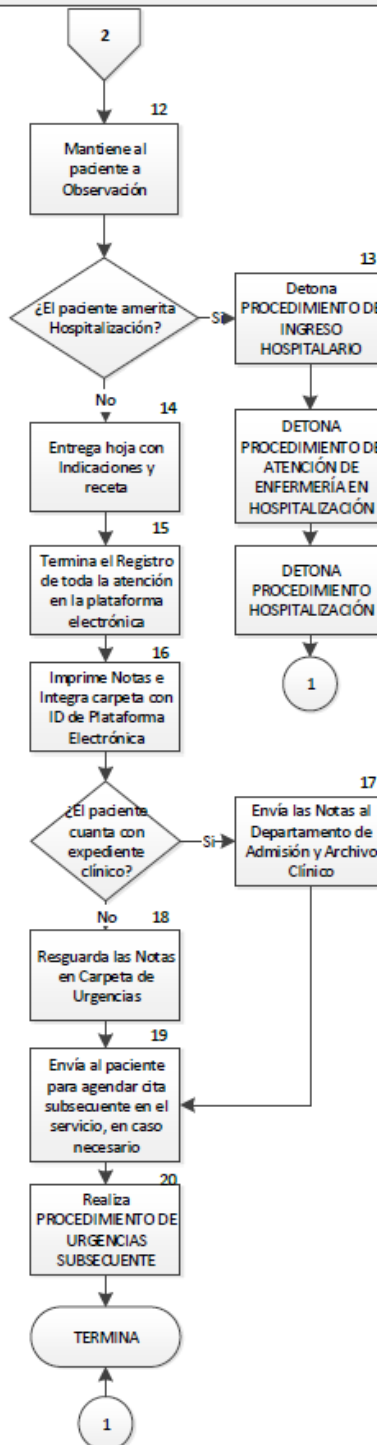 2
12
Mantiene al
paciente a
Observación
¿El paciente amerita
Hospitalización?
Si
13
Detona
PROCEDIMIENTO DE
INGRESO
HOSPITALARIO
No
14
Entrega hoja con
Indicaciones y
receta
DETONA
PROCEDIMIENTO DE
ATENCIÓN DE
ENFERMERÍA EN
HOSPITALIZACIÓN
15
Termina el Registro
de toda la atención
en la plataforma
electrónica
DETONA
PROCEDIMIENTO
HOSPITALIZACIÓN
16
Imprime Notas e
Integra carpeta con
ID de Plataforma
Electrónica
1
¿El paciente
cuanta con
expediente
clínico?
Si
17
Envía las Notas al
Departamento de
Admisión y Archivo
Clínico
No
18
Resguarda las Notas
en Carpeta de
Urgencias
19
Envía al paciente
para agendar cita
subsecuente en el
servicio, en caso
necesario
20
Realiza
PROCEDIMIENTO DE
URGENCIAS
SUBSECUENTE
TERMINA
1